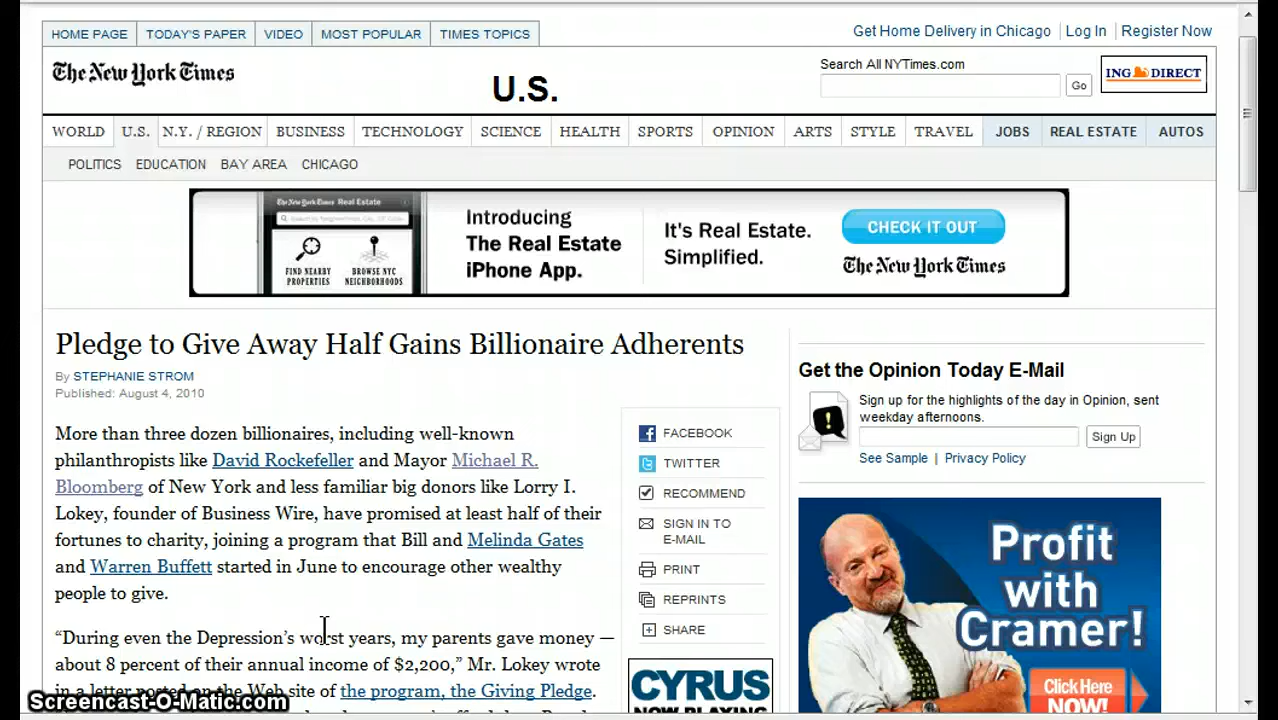 HOME PAGE TODAY'S PAPER VIDEO MOST POPULAR TIMES TOPICS
Get Home Delivery in Chicago Log In Register Now
The New York Times
U.S.
Search All NYTimes.com
Go
ING DIRECT
WORLD U.S. N.Y. / REGION BUSINESS TECHNOLOGY SCIENCE HEALTH SPORTS OPINION ARTS STYLE TRAVEL JOBS REAL ESTATE AUTOS
POLITICS EDUCATION BAY AREA CHICAGO
The New York Times Real Estate
FIND NEARBY
PROPERTIES
BROWSE NYC
NEIGHBORHOODS
Introducing
The Real Estate
iPhone App.
It's Real Estate.
Simplified.
CHECK IT OUT
The New York Times
Pledge to Give Away Half Gains Billionaire Adherents
By STEPHANIE STROM
Published: August 4, 2010
More than three dozen billionaires, including well-known
philanthropists like David Rockefeller and Mayor Michael R.
Bloomberg of New York and less familiar big donors like Lorry I.
Lokey, founder of Business Wire, have promised at least half of their
fortunes to charity, joining a program that Bill and Melinda Gates
and Warren Buffett started in June to encourage other wealthy
people to give.
“During even the Depression’s worst years, my parents gave money —
about 8 percent of their annual income of $2,200,” Mr. Lokey wrote
in a letter posted on the Web site of the program, the Giving Pledge.
FACEBOOK
TWITTER
RECOMMEND
SIGN IN TO
E-MAIL
PRINT
REPRINTS
SHARE
CYRUS
NOW PLAYING
Get the Opinion Today E-Mail
Sign up for the highlights of the day in Opinion, sent
weekday afternoons.
Sign Up
See Sample | Privacy Policy
Profit
with
Cramer!
Click Here
NOW!
Screencast-O-Matic.com